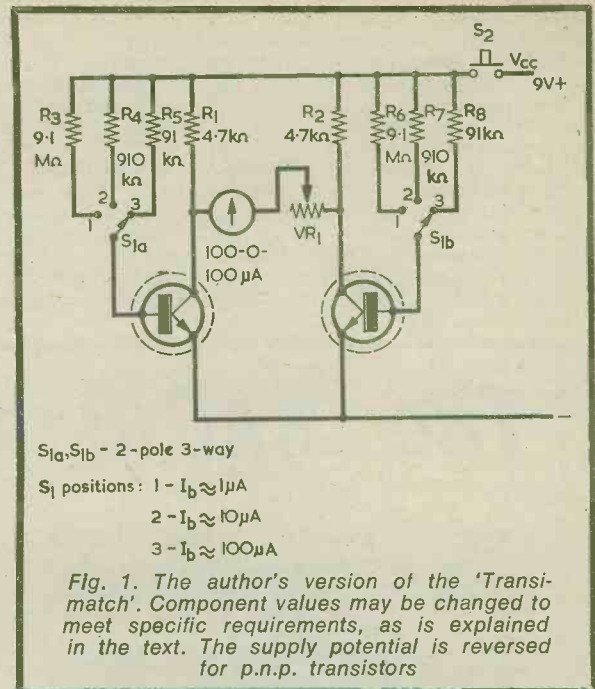 S2
VCC
9V+
R3
9·1
MΩ
R4
910
kΩ
R5
91
kΩ
R1
4·7kΩ
R2
4·7kΩ
R6
9·1
MΩ
R7
910
kΩ
R8
91kΩ
1
2
3
S1a
100-0-
100µA
VR1
1
2
3
S1b
−
S1a,S1b - 2-pole 3-way
S1 positions: 1 - Ib ≈ 1µA
2 - Ib ≈ 10µA
3 - Ib ≈ 100µA
Fig. 1. The author's version of the 'Transi-
match'. Component values may be changed to
meet specific requirements, as is explained
in the text. The supply potential is reversed
for p.n.p. transistors